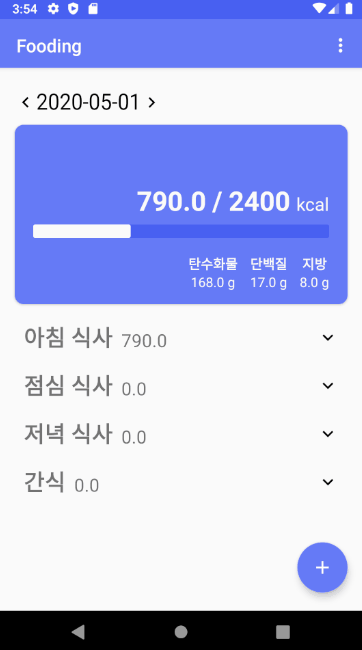 3:54
Fooding
2020-05-01
790.0 / 2400 kcal
탄수화물 단백질 지방
168.0 g 17.0 g 8.0 g
아침 식사 790.0
점심 식사 0.0
저녁 식사 0.0
간식 0.0